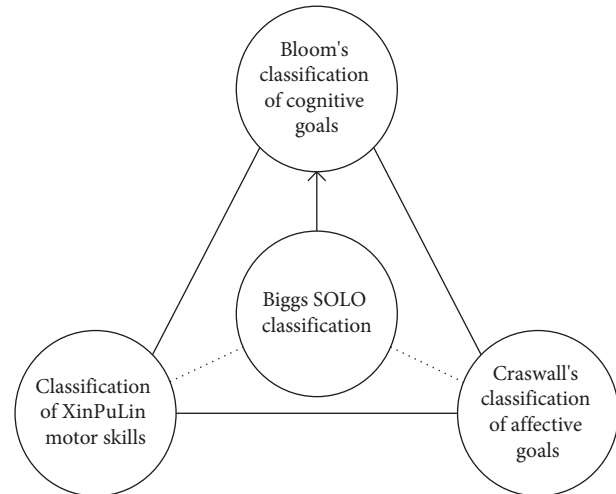 Bloom's
classification
of cognitive
goals
Biggs SOLO
classification
Classification
of XinPuLin
motor skills
Craswall's
classification
of affective
goals